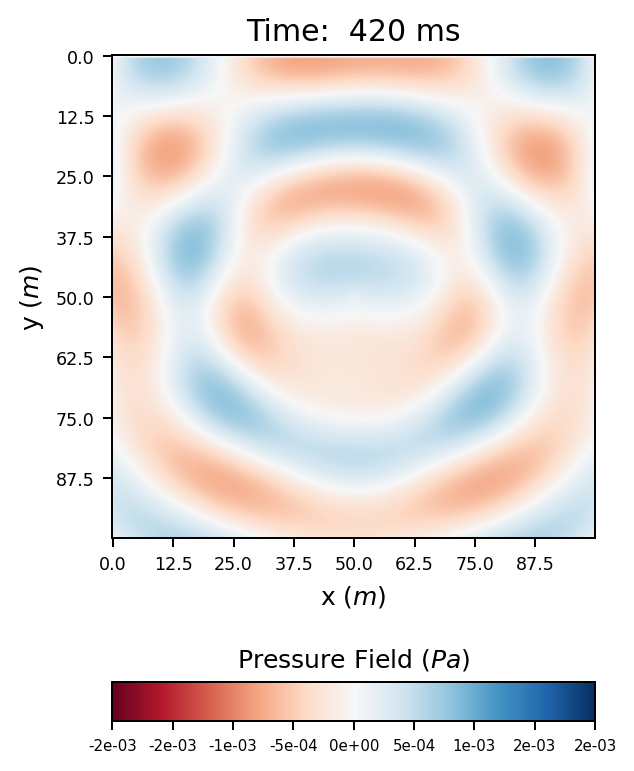 Time:  420 ms
0.0
12.5
25.0
37.5
50.0
62.5
75.0
87.5
y (m)
0.0 12.5 25.0 37.5 50.0 62.5 75.0 87.5
x (m)
Pressure Field (Pa)
-2e-03 -2e-03 -1e-03 -5e-04 0e+00 5e-04 1e-03 2e-03 2e-03